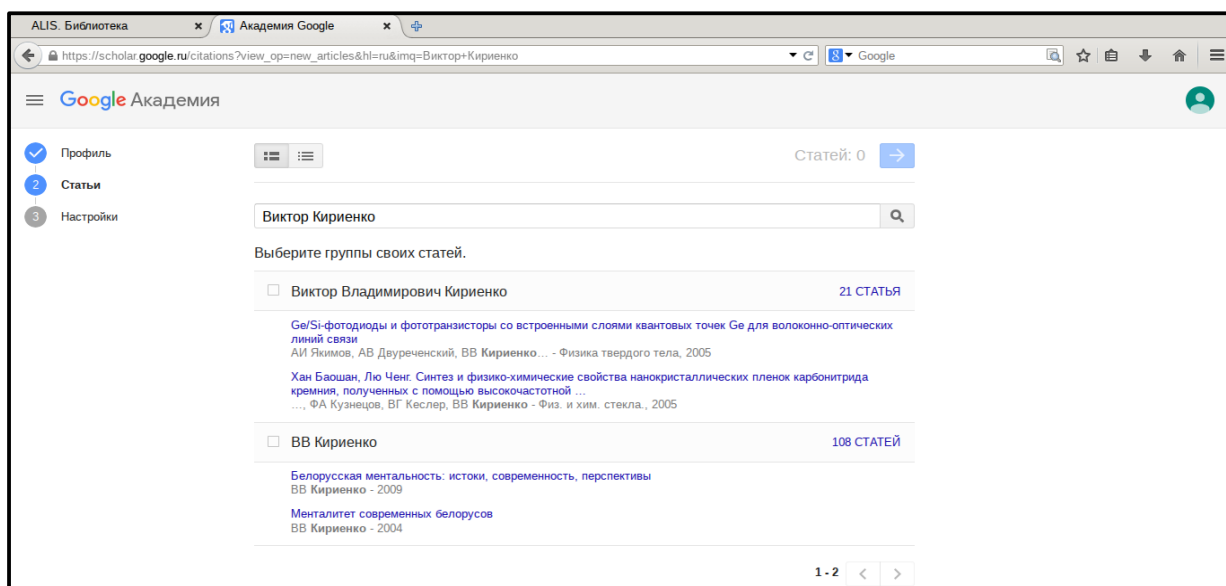 ALIS. Библиотека
Академия Google
https://scholar.google.ru/citations?view_op=new_articles&hl=ru&imq=Виктор+Кириенко
8 Google
Google Академия
Профиль
2 Статьи
3 Настройки
Статей: 0
Виктор Кириенко
Выберите группы своих статей.
Виктор Владимирович Кириенко 21 СТАТЬЯ
Ge/Si-фотодиоды и фототранзисторы со встроенными слоями квантовых точек Ge для волоконно-оптических
линий связи
АИ Якимов, АВ Двуреченский, ВВ Кириенко... - Физика твердого тела, 2005
Хан Баошан, Лю Ченг. Синтез и физико-химические свойства нанокристаллических пленок карбонитрида
кремния, полученных с помощью высокочастотной ...
..., ФА Кузнецов, ВГ Кеслер, ВВ Кириенко - Физ. и хим. стекла., 2005
ВВ Кириенко 108 СТАТЕЙ
Белорусская ментальность: истоки, современность, перспективы
ВВ Кириенко - 2009
Менталитет современных белорусов
ВВ Кириенко - 2004
1 - 2